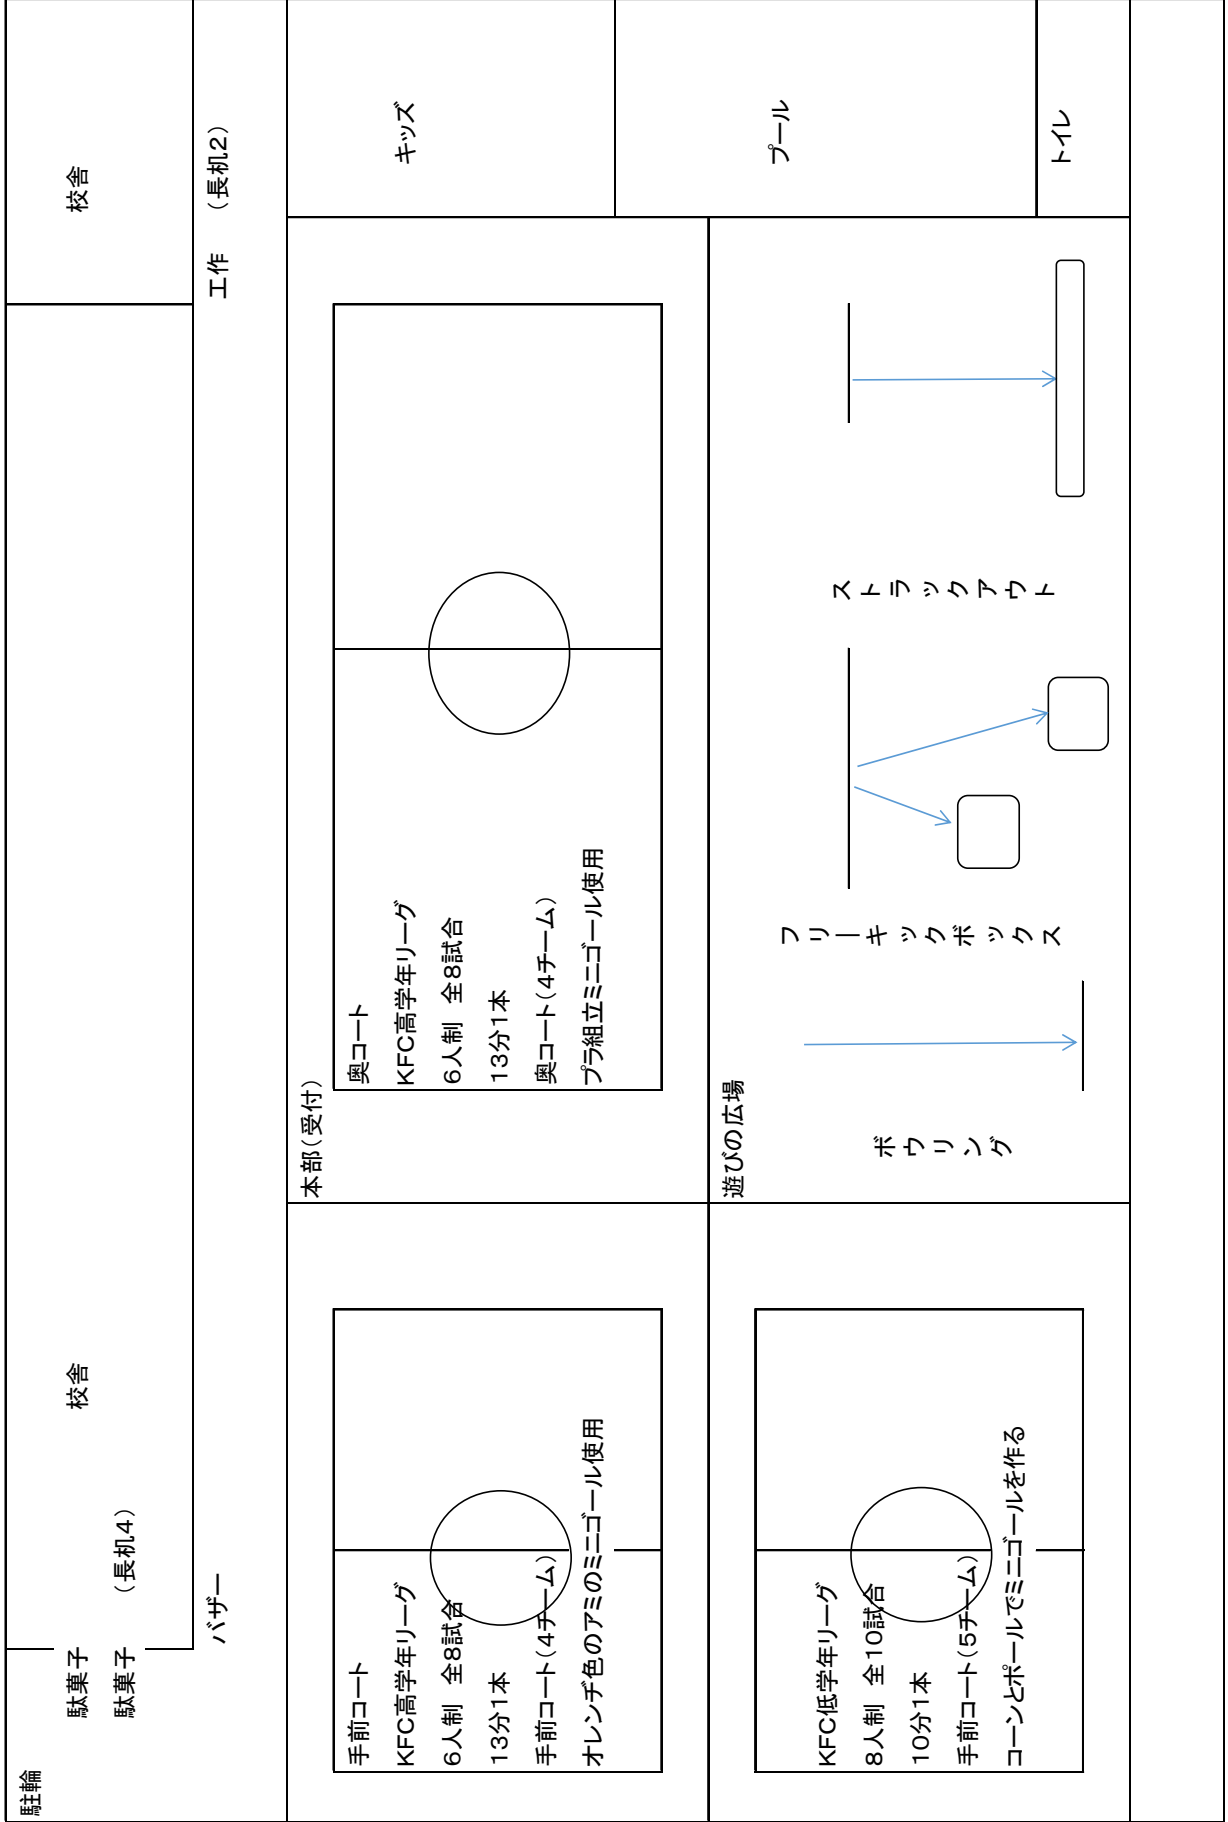 駐輪
駄菓子
駄菓子 （長机4）
校舎
校舎
バザー
工作 （長机2）
手前コート
KFC高学年リーグ
6人制 全8試合
13分1本
手前コート（4チーム）
オレンヂ色のアミのミニゴール使用
本部（受付）
奥コート
KFC高学年リーグ
6人制 全8試合
13分1本
奥コート（4チーム）
プラ組立ミニゴール使用
キッズ
KFC低学年リーグ
8人制 全10試合
10分1本
手前コート（5チーム）
コーンとポールでミニゴールを作る
遊びの広場
ボウリング
フリーキックボックス
ストラックアウト
プール
トイレ